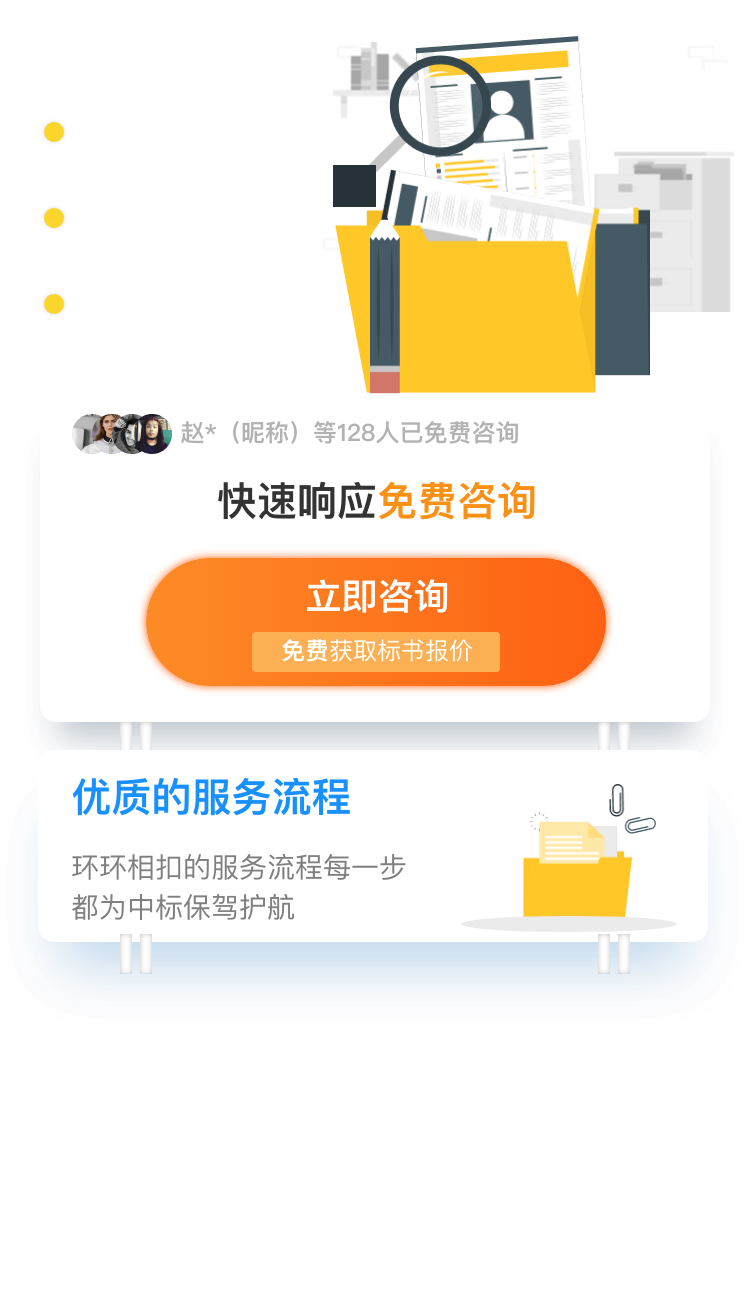 赵*（昵称）等128人已免费咨询
快速响应免费咨询
立即咨询
免费获取标书报价
优质的服务流程
环环相扣的服务流程每一步
都为中标保驾护航